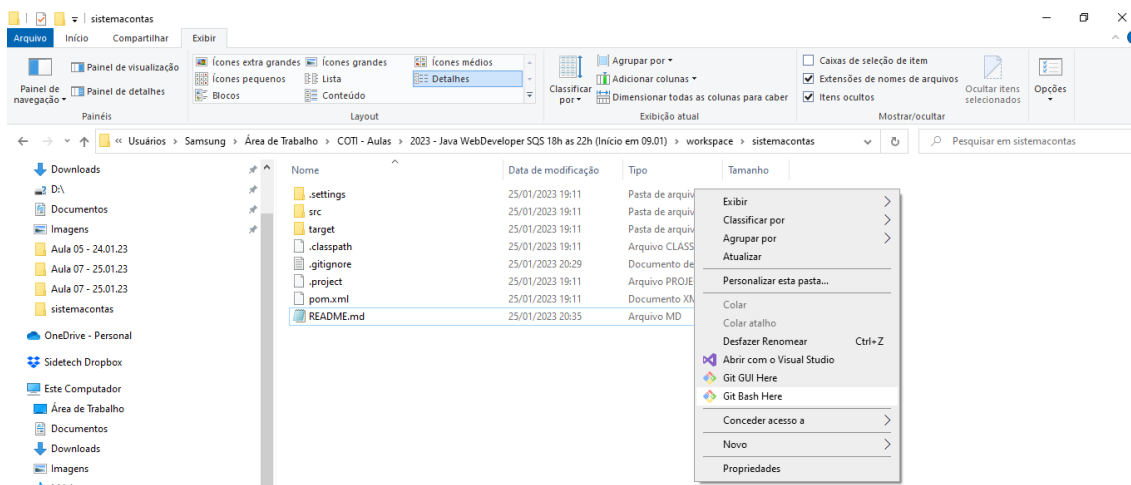 sistemacontas
Arquivo Início Compartilhar Exibir
Painel de navegação
Painel de visualização
Painel de detalhes
Painéis
Ícones extra grandes Ícones grandes Ícones médios
Ícones pequenos Lista Detalhes
Blocos Conteúdo
Layout
Classificar por
Agrupar por
Adicionar colunas
Dimensionar todas as colunas para caber
Exibição atual
Caixas de seleção de item
Extensões de nomes de arquivos
Itens ocultos
Ocultar itens selecionados
Mostrar/ocultar
Opções
« Usuários > Samsung > Área de Trabalho > COTI - Aulas > 2023 - Java WebDeveloper SQS 18h as 22h (Início em 09.01) > workspace > sistemacontas
Pesquisar em sistemacontas
Downloads
D:\
Documentos
Imagens
Aula 05 - 24.01.23
Aula 07 - 25.01.23
Aula 07 - 25.01.23
sistemacontas
OneDrive - Personal
Sidetech Dropbox
Este Computador
Área de Trabalho
Documentos
Downloads
Imagens
Nome Data de modificação Tipo Tamanho
.settings 25/01/2023 19:11 Pasta de arquiv
src 25/01/2023 19:11 Pasta de arquiv
target 25/01/2023 19:11 Pasta de arquiv
.classpath 25/01/2023 19:11 Arquivo CLASS
.gitignore 25/01/2023 20:29 Documento de
.project 25/01/2023 19:11 Arquivo PROJE
pom.xml 25/01/2023 19:11 Documento XM
README.md 25/01/2023 20:35 Arquivo MD
Exibir
Classificar por
Agrupar por
Atualizar
Personalizar esta pasta...
Colar
Colar atalho
Desfazer Renomear Ctrl+Z
Abrir com o Visual Studio
Git GUI Here
Git Bash Here
Conceder acesso a
Novo
Propriedades